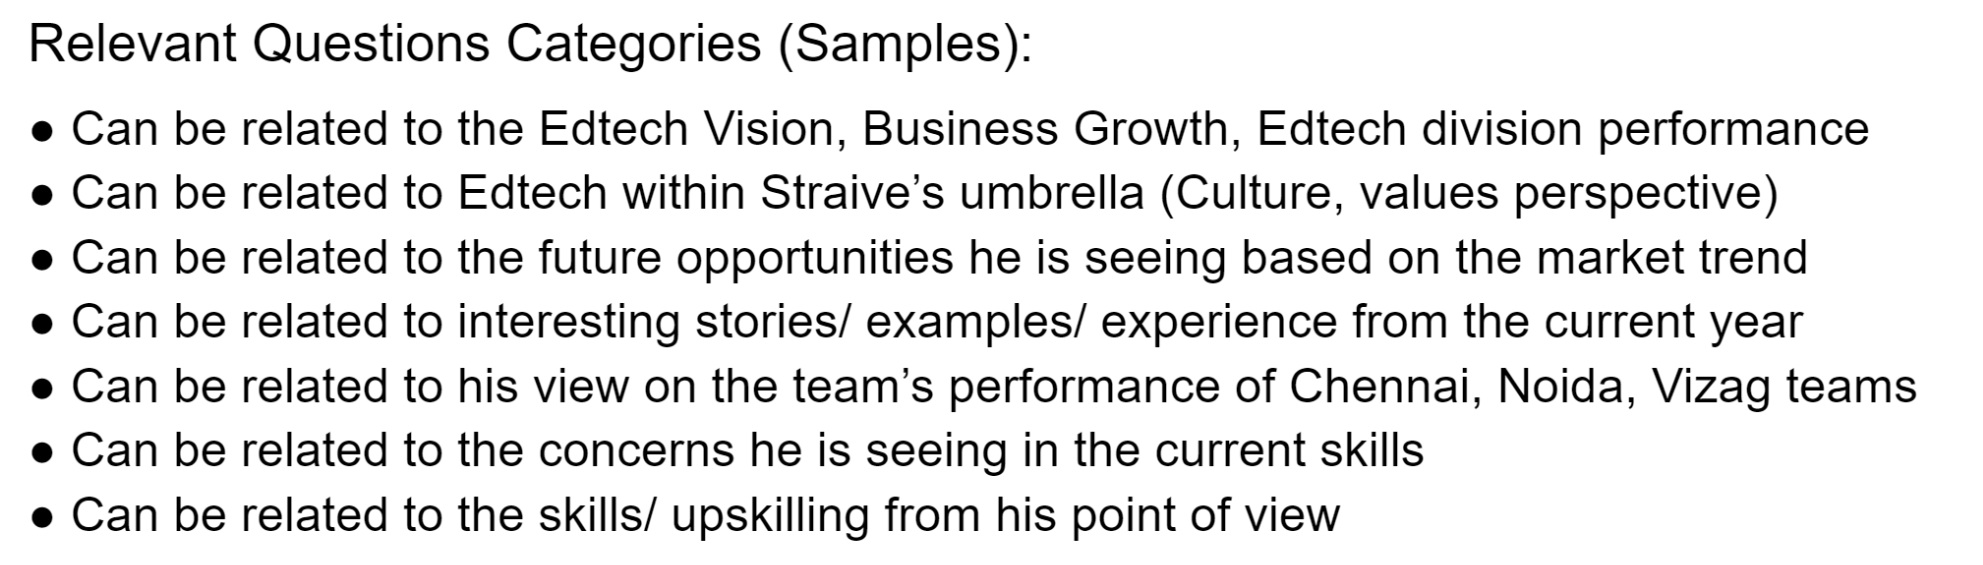 Relevant Questions Categories (Samples):
● Can be related to the Edtech Vision, Business Growth, Edtech division performance
● Can be related to Edtech within Straive’s umbrella (Culture, values perspective)
● Can be related to the future opportunities he is seeing based on the market trend
● Can be related to interesting stories/ examples/ experience from the current year
● Can be related to his view on the team’s performance of Chennai, Noida, Vizag teams
● Can be related to the concerns he is seeing in the current skills
● Can be related to the skills/ upskilling from his point of view